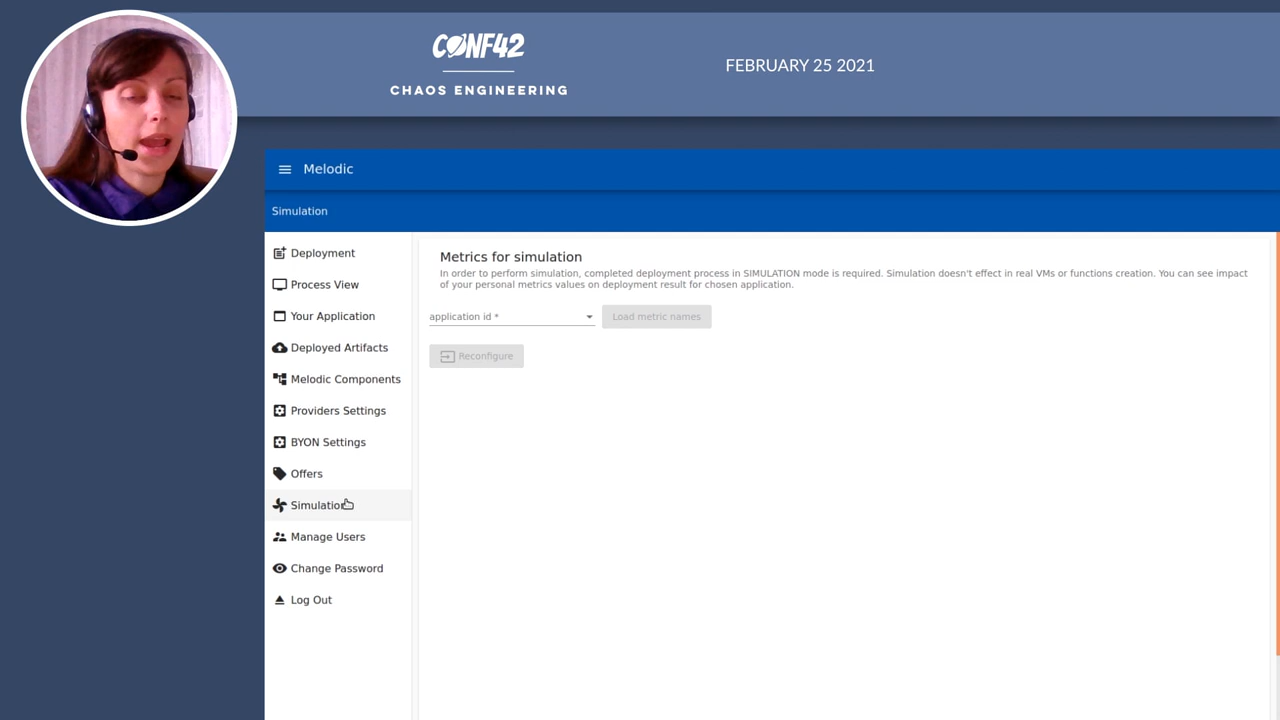 CONF42
CHAOS ENGINEERING
FEBRUARY 25 2021
Melodic
Simulation
Deployment
Process View
Your Application
Deployed Artifacts
Melodic Components
Providers Settings
BYON Settings
Offers
Simulation
Manage Users
Change Password
Log Out
Metrics for simulation
In order to perform simulation, completed deployment process in SIMULATION mode is required. Simulation doesn't effect in real VMs or functions creation. You can see impact
of your personal metrics values on deployment result for chosen application.
application id *
Load metric names
Reconfigure